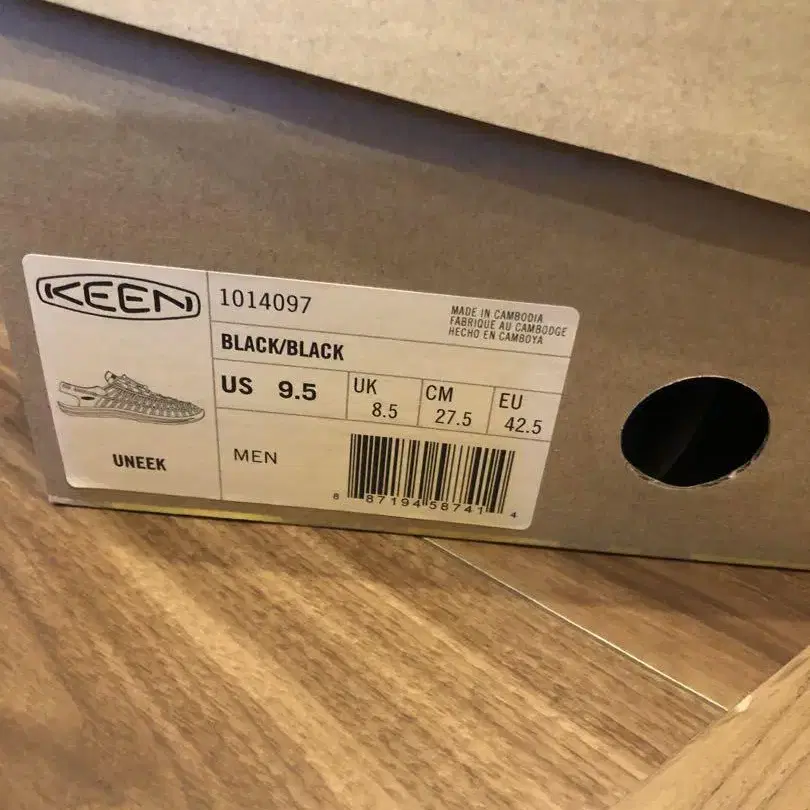 KEEN
1014097
MADE IN CAMBODIA
FABRIQUE AU CAMBODGE
HECHO EN CAMBOYA
BLACK/BLACK
US 9.5
UK 8.5
CM 27.5
EU 42.5
UNEEK
MEN
8 87194 58741 4